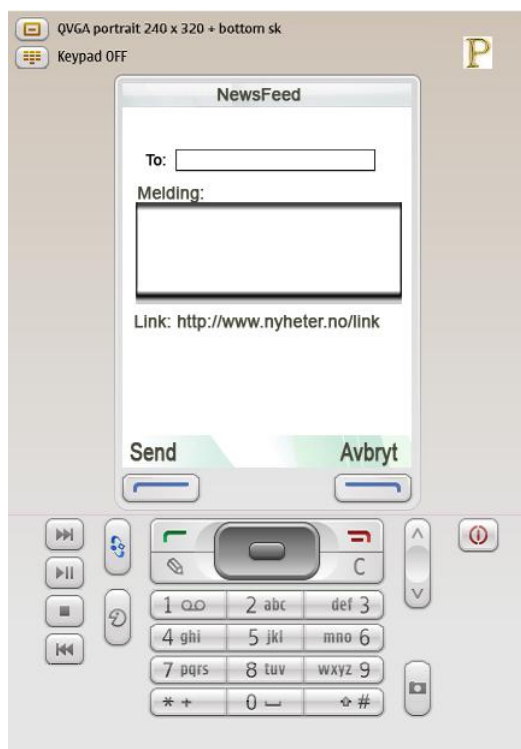 QVGA portrait 240 x 320 + bottom sk
Keypad OFF
P
NewsFeed
To:
Melding:
Link: http://www.nyheter.no/link
Send Avbryt
C
1 2 abc def 3
4 ghi 5 jkl mno 6
7 pqrs 8 tuv wxyz 9
* + 0 #